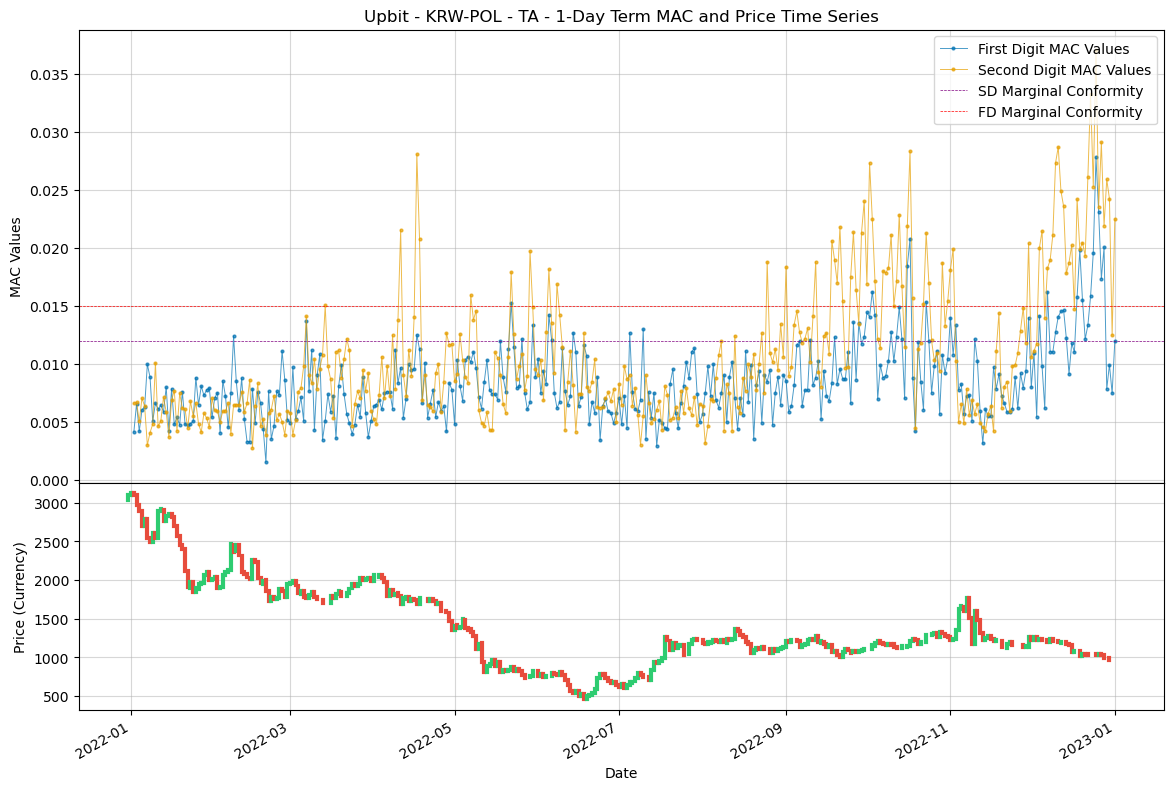 Upbit - KRW-POL - TA - 1-Day Term MAC and Price Time Series
First Digit MAC Values
Second Digit MAC Values
SD Marginal Conformity
FD Marginal Conformity
MAC Values
0.035
0.030
0.025
0.020
0.015
0.010
0.005
0.000
Price (Currency)
3000
2500
2000
1500
1000
500
2022-01
2022-03
2022-05
2022-07
2022-09
2022-11
2023-01
Date